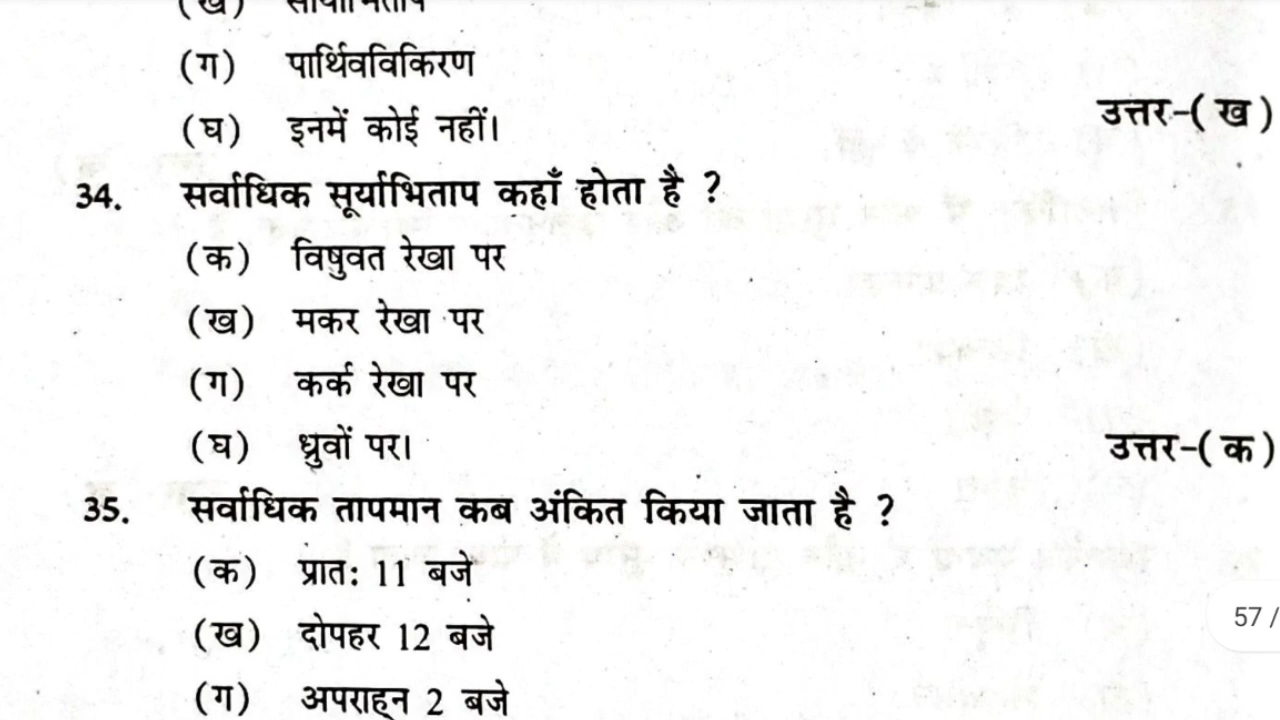 (ग) पार्थिवविकिरण
(घ) इनमें कोई नहीं।
उत्तर-(ख)
34. सर्वाधिक सूर्याभिताप कहाँ होता है ?
(क) विषुवत रेखा पर
(ख) मकर रेखा पर
(ग) कर्क रेखा पर
(घ) ध्रुवों पर।
उत्तर-(क)
35. सर्वाधिक तापमान कब अंकित किया जाता है ?
(क) प्रात: 11 बजे
(ख) दोपहर 12 बजे
57 /
(ग) अपराह्न 2 बजे